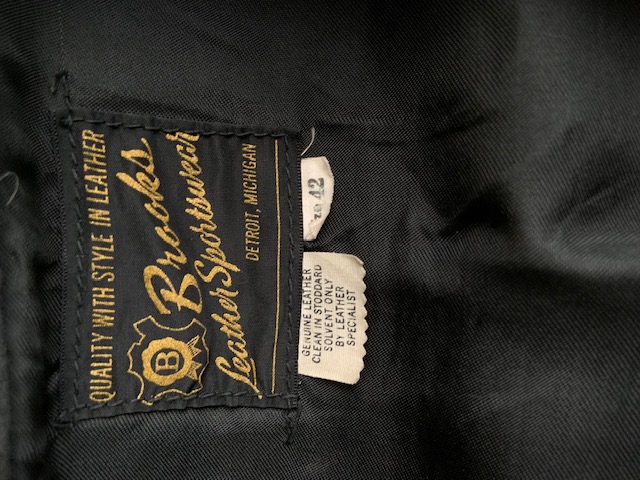 QUALITY WITH STYLE IN LEATHER
B
Brooks
Leather Sportswear
DETROIT, MICHIGAN
GENUINE LEATHER
CLEAN IN STODDARD
SOLVENT ONLY
BY LEATHER
SPECIALIST
42